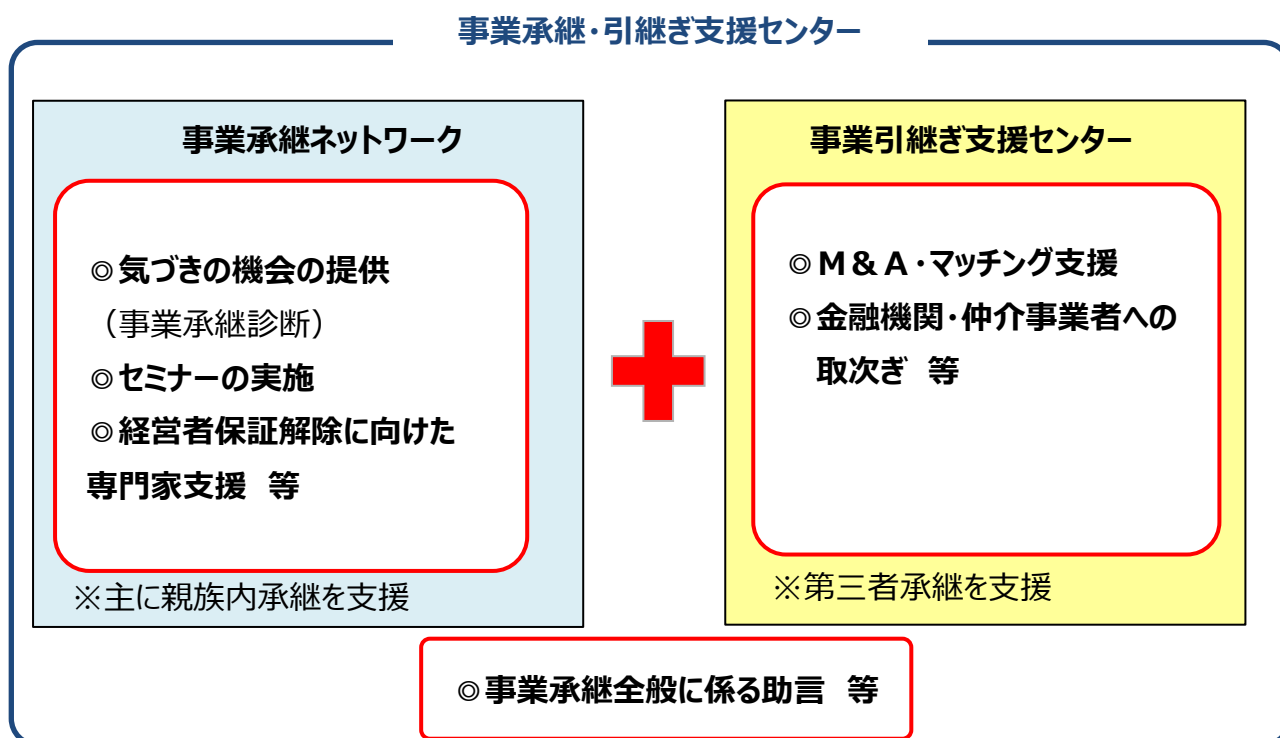 事業承継・引継ぎ支援センター
事業承継ネットワーク
◎気づきの機会の提供
（事業承継診断）
◎セミナーの実施
◎経営者保証解除に向けた
専門家支援　等
※主に親族内承継を支援
事業引継ぎ支援センター
◎Ｍ＆Ａ・マッチング支援
◎金融機関・仲介事業者への
取次ぎ　等
※第三者承継を支援
◎事業承継全般に係る助言　等